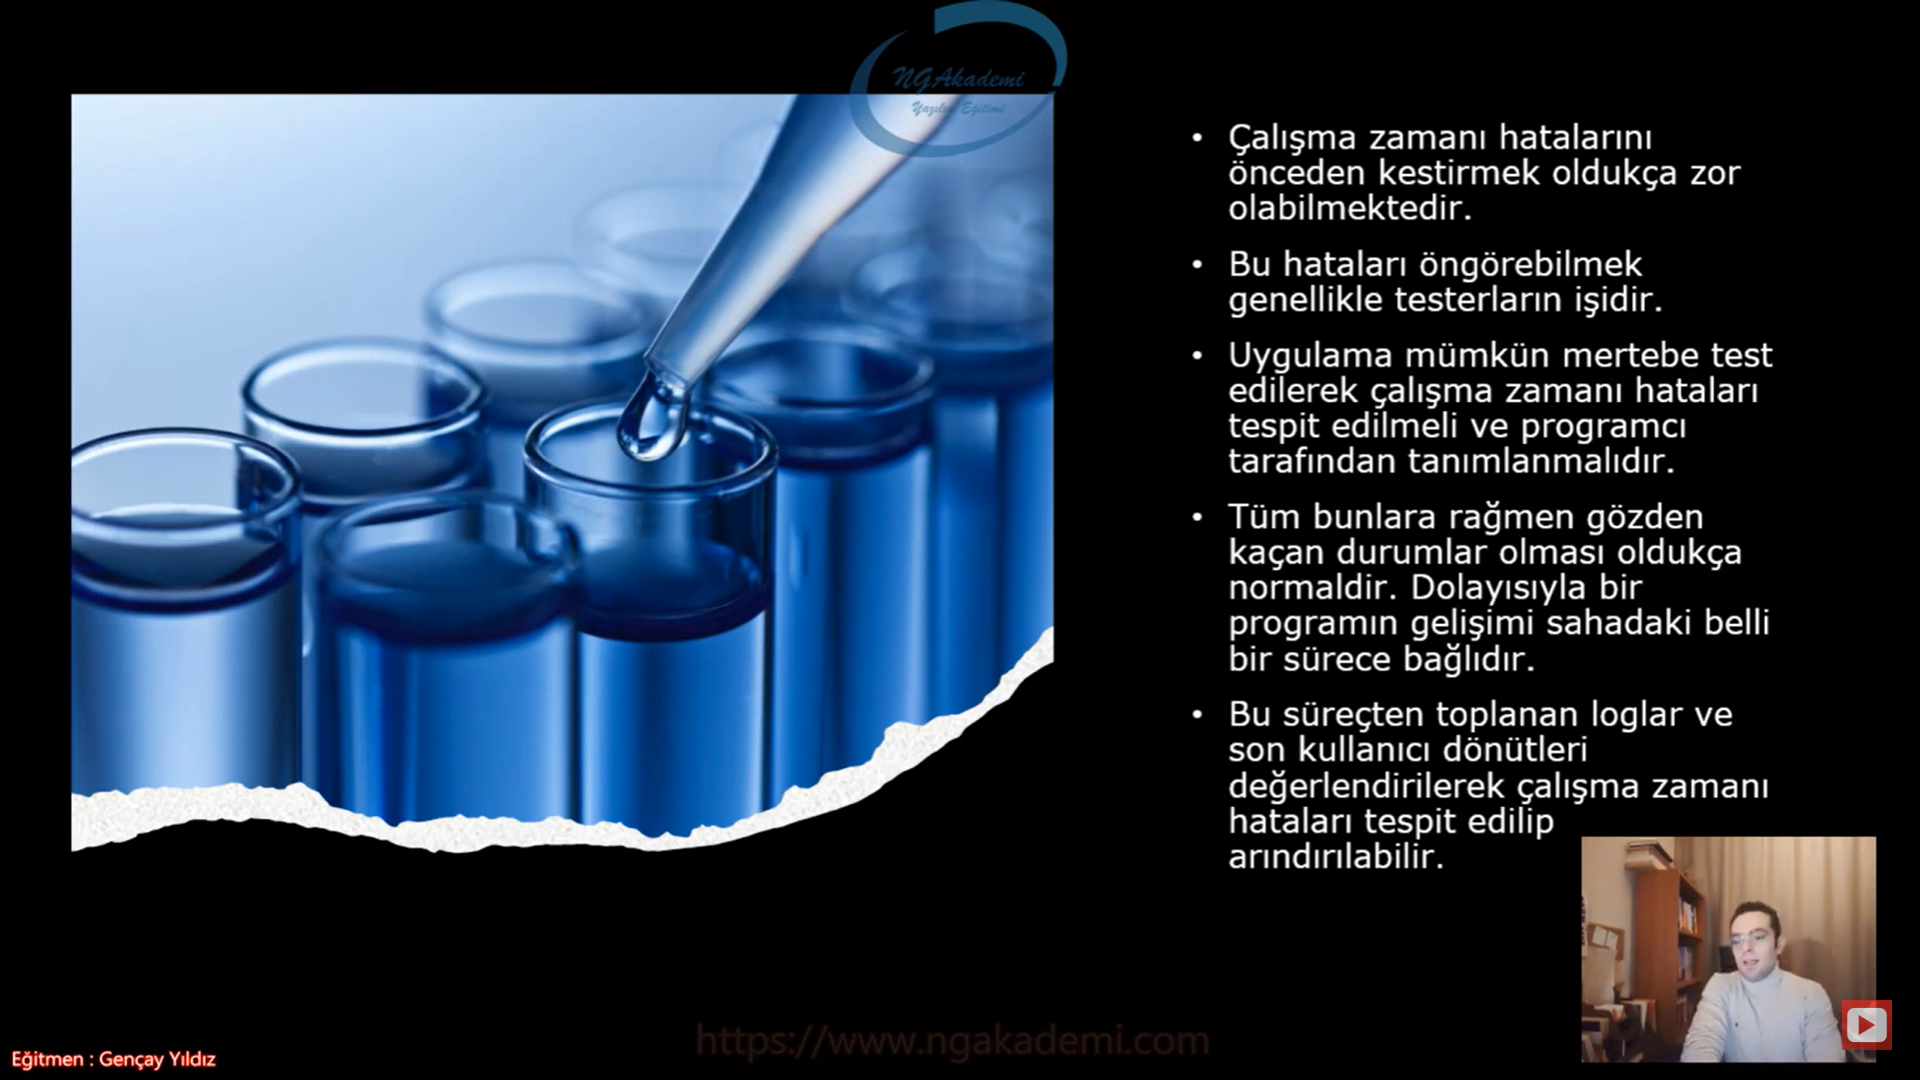 NGAkademi
Yazılım Eğitimi
• Çalışma zamanı hatalarını
önceden kestirmek oldukça zor
olabilmektedir.
• Bu hataları öngörebilmek
genellikle testerların işidir.
• Uygulama mümkün mertebe test
edilerek çalışma zamanı hataları
tespit edilmeli ve programcı
tarafından tanımlanmalıdır.
• Tüm bunlara rağmen gözden
kaçan durumlar olması oldukça
normaldir. Dolayısıyla bir
programın gelişimi sahadaki belli
bir sürece bağlıdır.
• Bu süreçten toplanan loglar ve
son kullanıcı dönütleri
değerlendirilerek çalışma zamanı
hataları tespit edilip
arındırılabilir.
https://www.ngakademi.com
Eğitmen : Gençay Yıldız